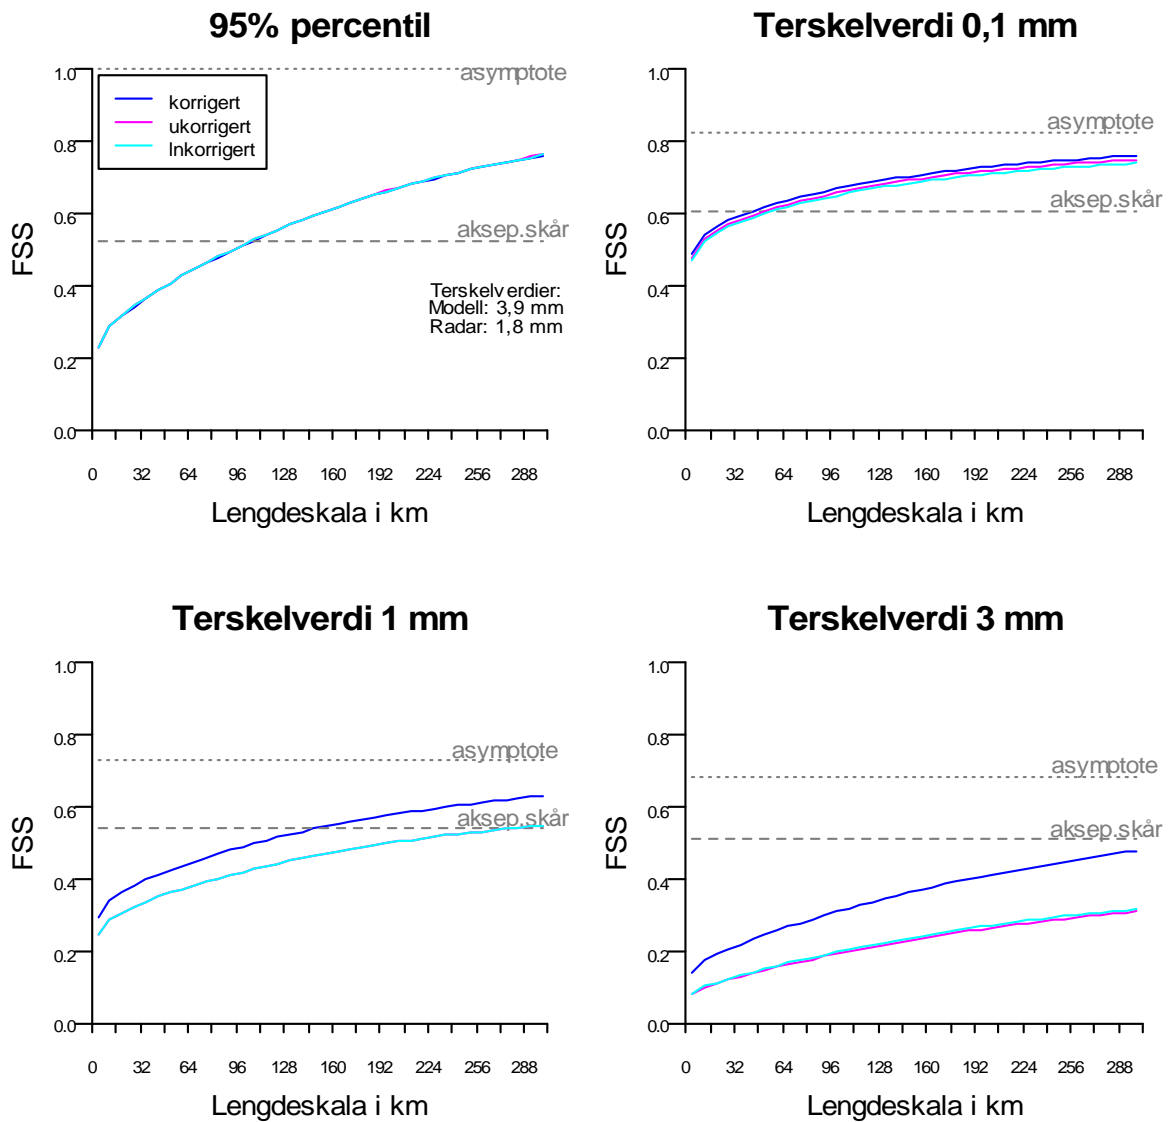 95% percentil
1.0
0.8
0.6
0.4
0.2
0.0
FSS
asymptote
korrigert
ukorrigert
lnkorrigert
aksep.skår
Terskelverdier:
Modell: 3,9 mm
Radar: 1,8 mm
0 32 64 96 128 160 192 224 256 288
Lengdeskala i km
Terskelverdi 0,1 mm
1.0
0.8
0.6
0.4
0.2
0.0
FSS
asymptote
aksep.skår
0 32 64 96 128 160 192 224 256 288
Lengdeskala i km
Terskelverdi 1 mm
1.0
0.8
0.6
0.4
0.2
0.0
FSS
asymptote
aksep.skår
0 32 64 96 128 160 192 224 256 288
Lengdeskala i km
Terskelverdi 3 mm
1.0
0.8
0.6
0.4
0.2
0.0
FSS
asymptote
aksep.skår
0 32 64 96 128 160 192 224 256 288
Lengdeskala i km